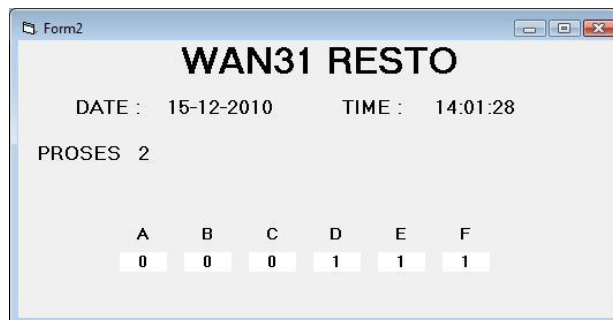 Form2
WAN31 RESTO
DATE : 15-12-2010 TIME : 14:01:28
PROSES 2
A B C D E F
0 0 0 1 1 1